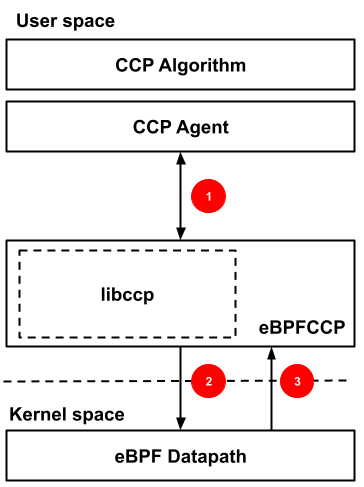 User space
CCP Algorithm
CCP Agent
1
libccp
eBPFCCP
2
3
Kernel space
eBPF Datapath